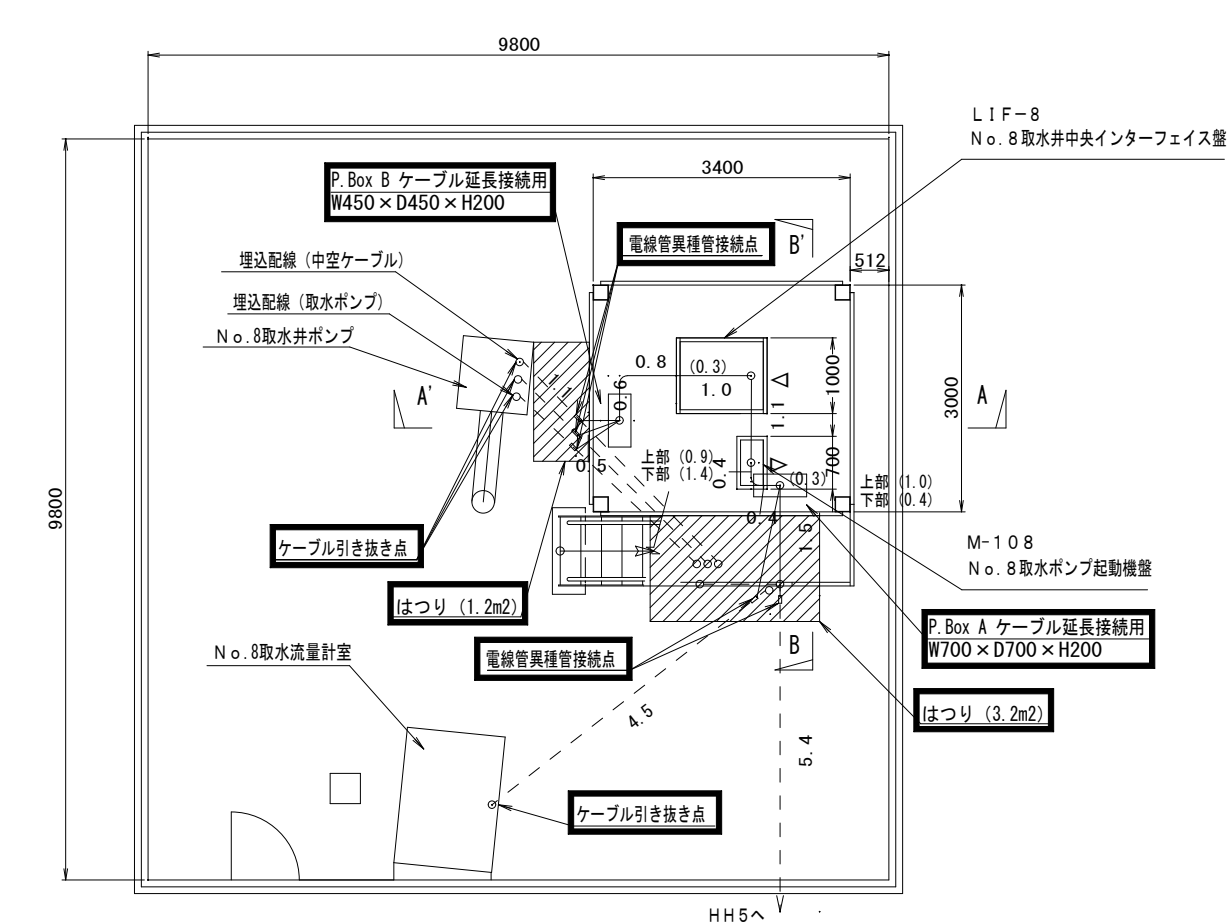 9800
LIF-8
No.8取水井中央インターフェイス盤
3400
P.Box B ケーブル延長接続用
W450×D450×H200
電線管異種管接続点
B'
埋込配線（中空ケーブル）
512
埋込配線（取水ポンプ）
No.8取水井ポンプ
0.8
(0.3)
1.0
1000
0.6
1.1
1.1
A'
A
3000
9800
0.5
上部（0.9）
下部（1.4）
0.4
700
(0.3)
上部（1.0）
下部（0.4）
0.4
1.5
ケーブル引き抜き点
M-108
No.8取水ポンプ起動機盤
はつり（1.2m2）
P.Box A ケーブル延長接続用
W700×D700×H200
電線管異種管接続点
B
No.8取水流量計室
はつり（3.2m2）
4.5
5.4
ケーブル引き抜き点
HH5へ